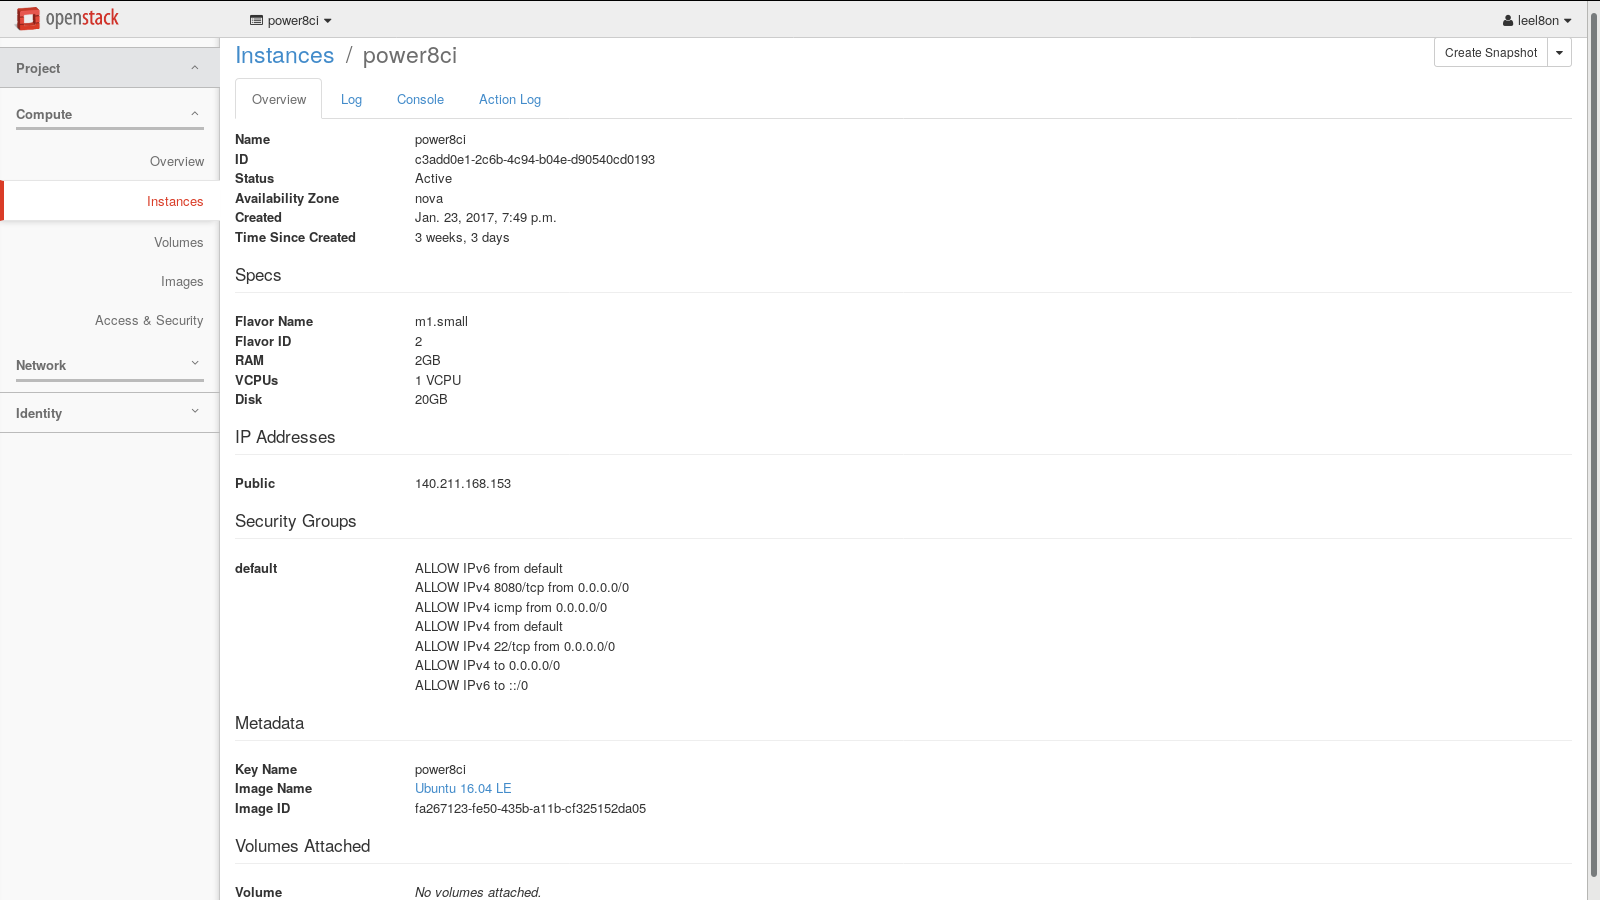 openstack
power8ci
leel8on
Project
Compute
Overview
Instances
Volumes
Images
Access & Security
Network
Identity
Instances / power8ci
Create Snapshot
Overview
Log
Console
Action Log
Name power8ci
ID c3add0e1-2c6b-4c94-b04e-d90540cd0193
Status Active
Availability Zone nova
Created Jan. 23, 2017, 7:49 p.m.
Time Since Created 3 weeks, 3 days
Specs
Flavor Name m1.small
Flavor ID 2
RAM 2GB
VCPUs 1 VCPU
Disk 20GB
IP Addresses
Public 140.211.168.153
Security Groups
default ALLOW IPv6 from default
ALLOW IPv4 8080/tcp from 0.0.0.0/0
ALLOW IPv4 icmp from 0.0.0.0/0
ALLOW IPv4 from default
ALLOW IPv4 22/tcp from 0.0.0.0/0
ALLOW IPv4 to 0.0.0.0/0
ALLOW IPv6 to ::/0
Metadata
Key Name power8ci
Image Name Ubuntu 16.04 LE
Image ID fa267123-fe50-435b-a11b-cf325152da05
Volumes Attached
Volume No volumes attached.